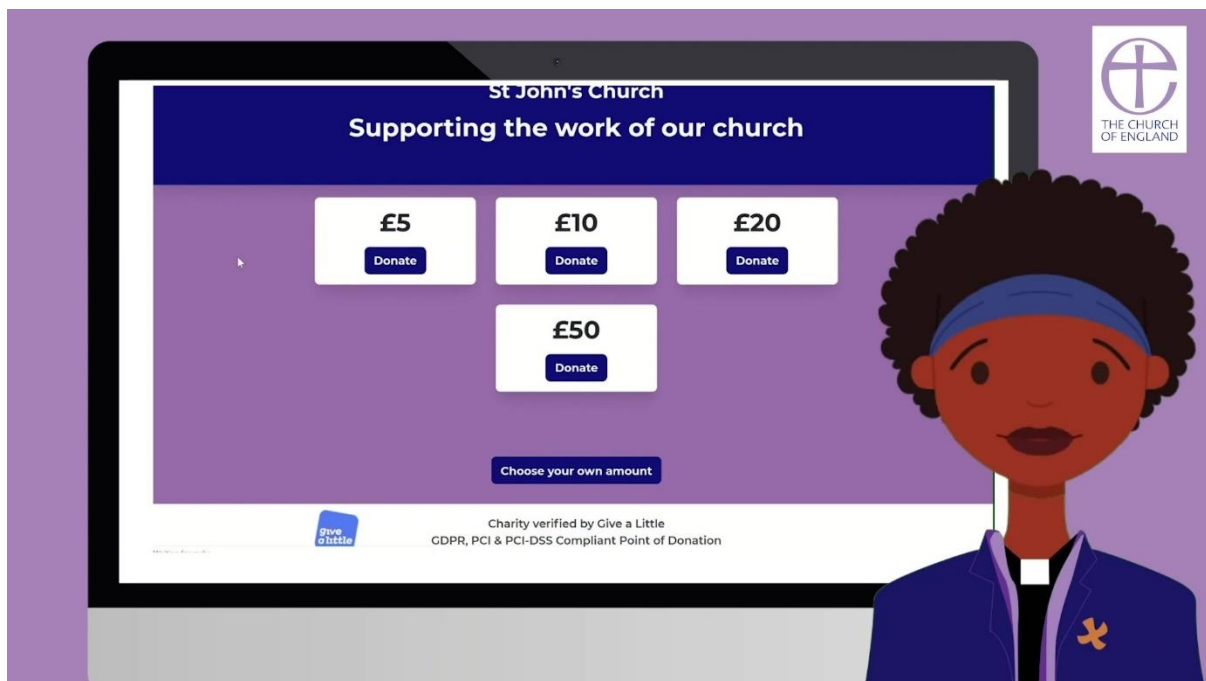 St John's Church
Supporting the work of our church
£5
£10
£20
Donate
Donate
Donate
£50
Donate
Choose your own amount
give
a little
Charity verified by Give a Little
GDPR, PCI & PCI-DSS Compliant Point of Donation
THE CHURCH
OF ENGLAND